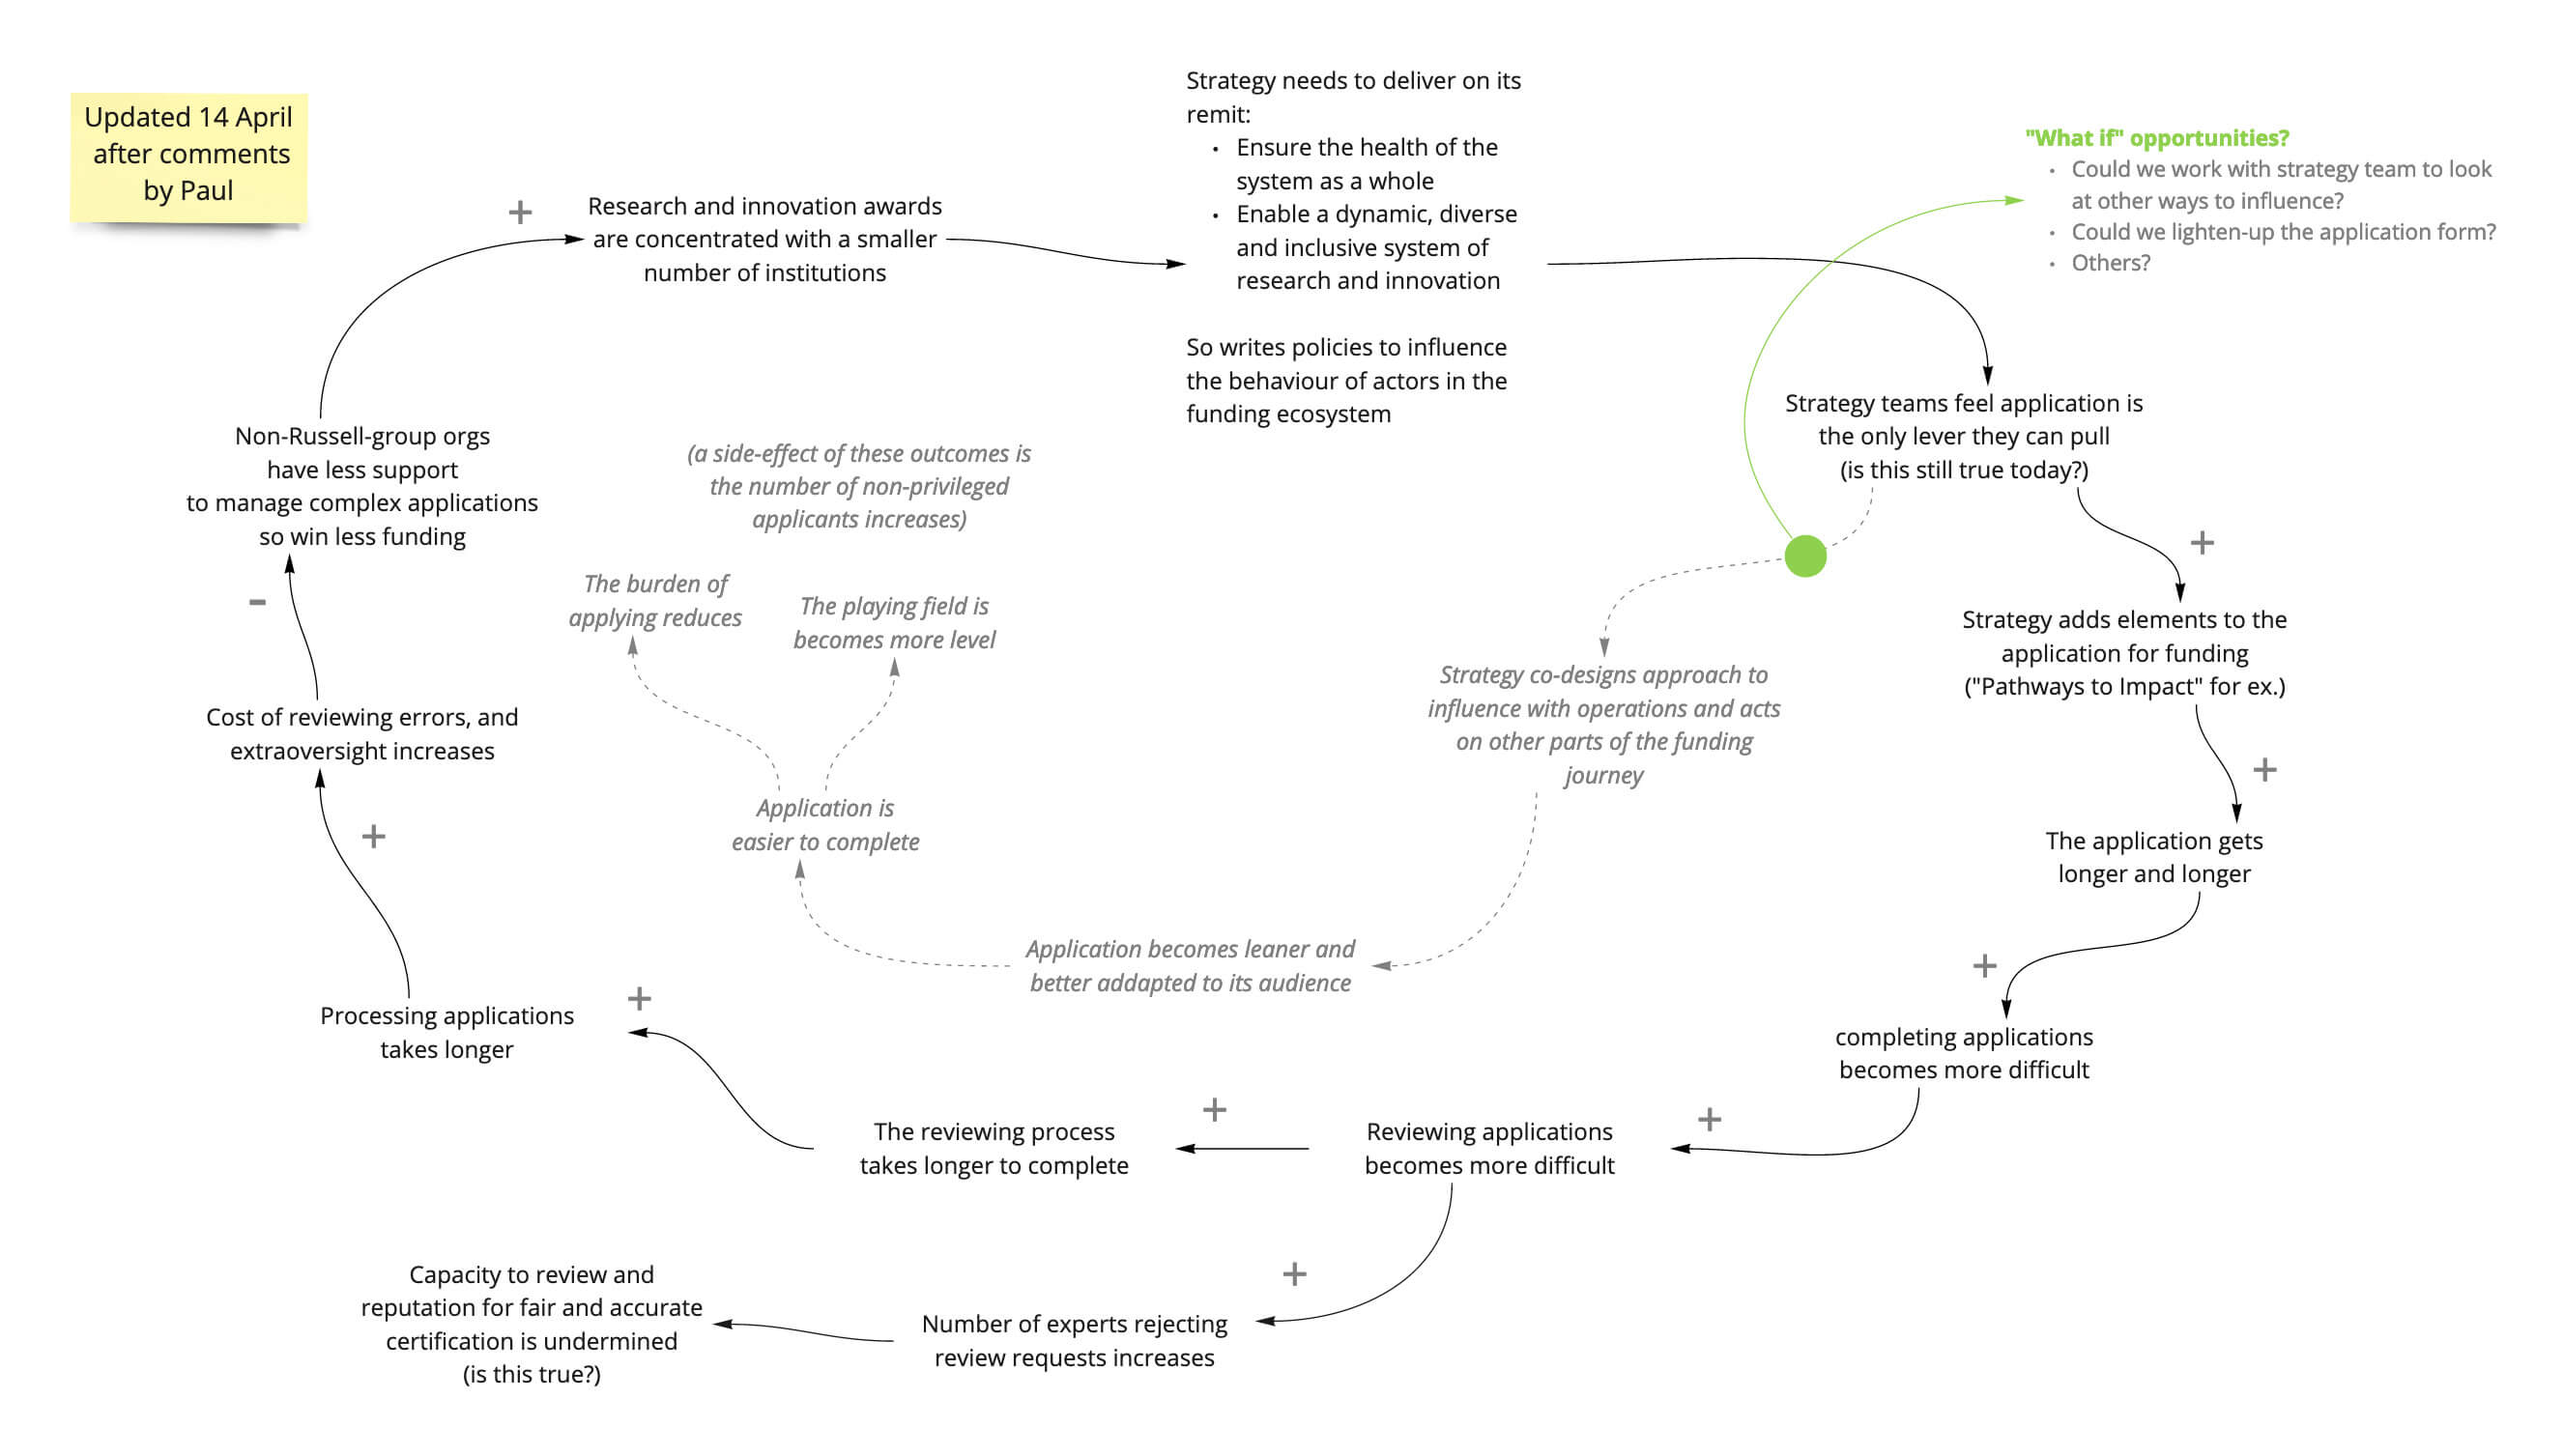 Updated 14 April
after comments
by Paul
+
Research and innovation awards
are concentrated with a smaller
number of institutions
Strategy needs to deliver on its
remit:
• Ensure the health of the
system as a whole
• Enable a dynamic, diverse
and inclusive system of
research and innovation
So writes policies to influence
the behaviour of actors in the
funding ecosystem
"What if" opportunities?
• Could we work with strategy team to look
at other ways to influence?
• Could we lighten-up the application form?
• Others?
Strategy teams feel application is
the only lever they can pull
(is this still true today?)
+
Strategy adds elements to the
application for funding
("Pathways to Impact" for ex.)
+
The application gets
longer and longer
+
completing applications
becomes more difficult
+
Reviewing applications
becomes more difficult
+
The reviewing process
takes longer to complete
+
Number of experts rejecting
review requests increases
Capacity to review and
reputation for fair and accurate
certification is undermined
(is this true?)
+
Processing applications
takes longer
+
Cost of reviewing errors, and
extraoversight increases
-
Non-Russell-group orgs
have less support
to manage complex applications
so win less funding
(a side-effect of these outcomes is
the number of non-privileged
applicants increases)
The burden of
applying reduces
The playing field is
becomes more level
Application is
easier to complete
Application becomes leaner and
better addapted to its audience
Strategy co-designs approach to
influence with operations and acts
on other parts of the funding
journey